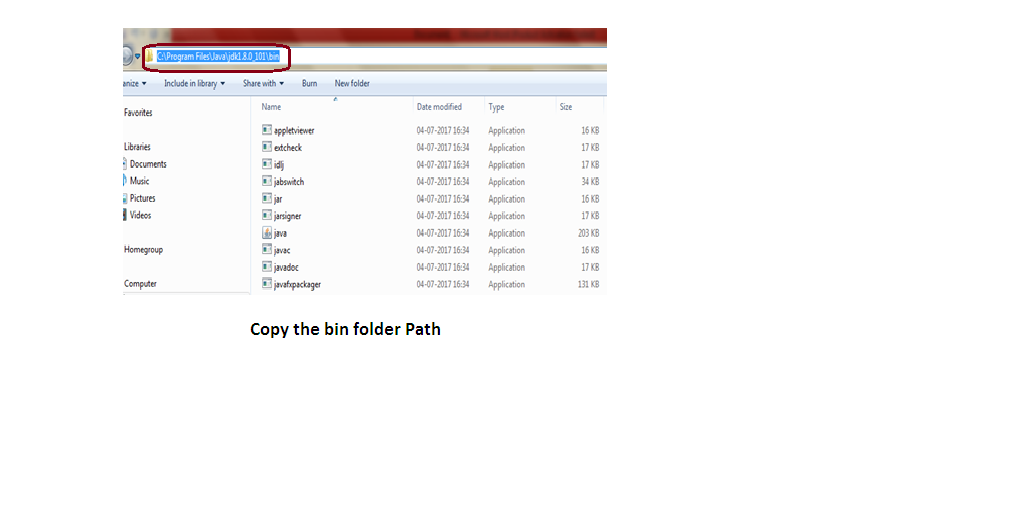 C:\Program Files\Java\jdk1.8.0_101\bin
anize Include in library Share with Burn New folder
Favorites
Libraries
Documents
Music
Pictures
Videos
Homegroup
Computer
Name Date modified Type Size
appletviewer 04-07-2017 16:34 Application 16 KB
extcheck 04-07-2017 16:34 Application 17 KB
idlj 04-07-2017 16:34 Application 17 KB
jabswitch 04-07-2017 16:34 Application 34 KB
jar 04-07-2017 16:34 Application 16 KB
jarsigner 04-07-2017 16:34 Application 17 KB
java 04-07-2017 16:34 Application 203 KB
javac 04-07-2017 16:34 Application 16 KB
javadoc 04-07-2017 16:34 Application 17 KB
javafxpackager 04-07-2017 16:34 Application 131 KB
Copy the bin folder Path